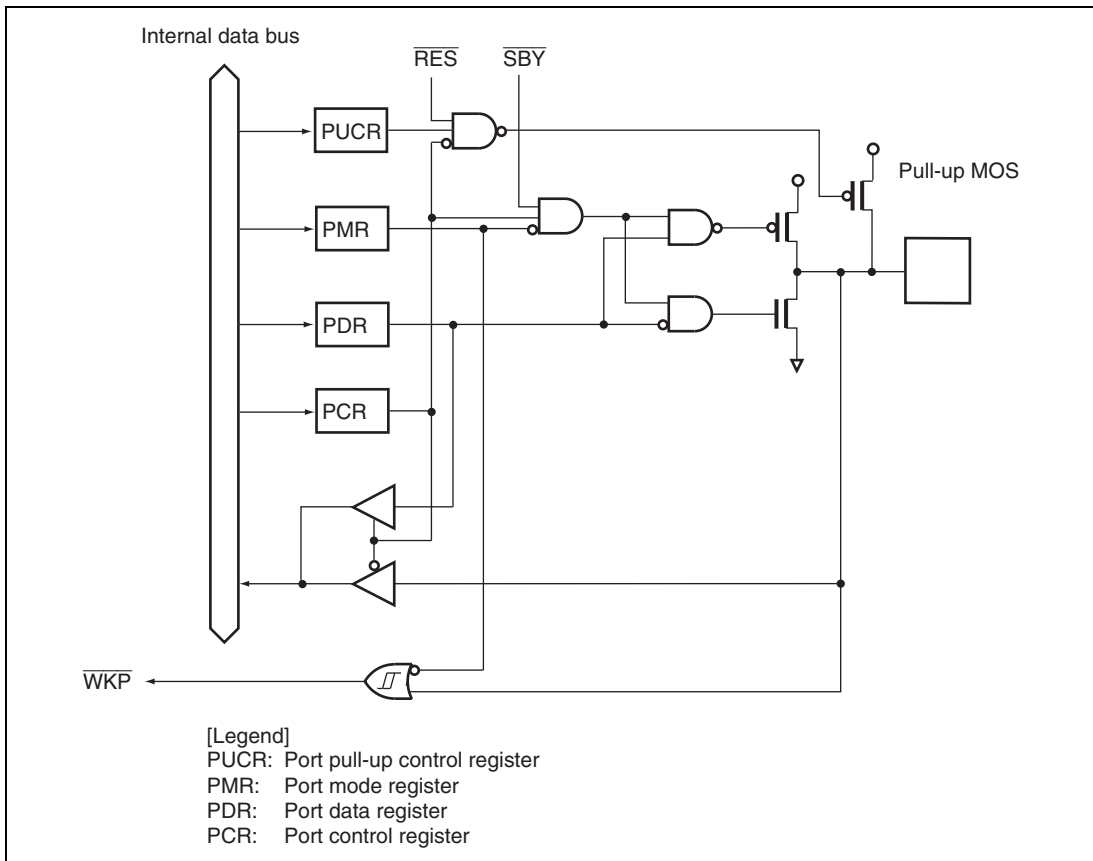 Internal data bus
RES
SBY
PUCR
Pull-up MOS
PMR
PDR
PCR
WKP
[Legend]
PUCR: Port pull-up control register
PMR: Port mode register
PDR: Port data register
PCR: Port control register